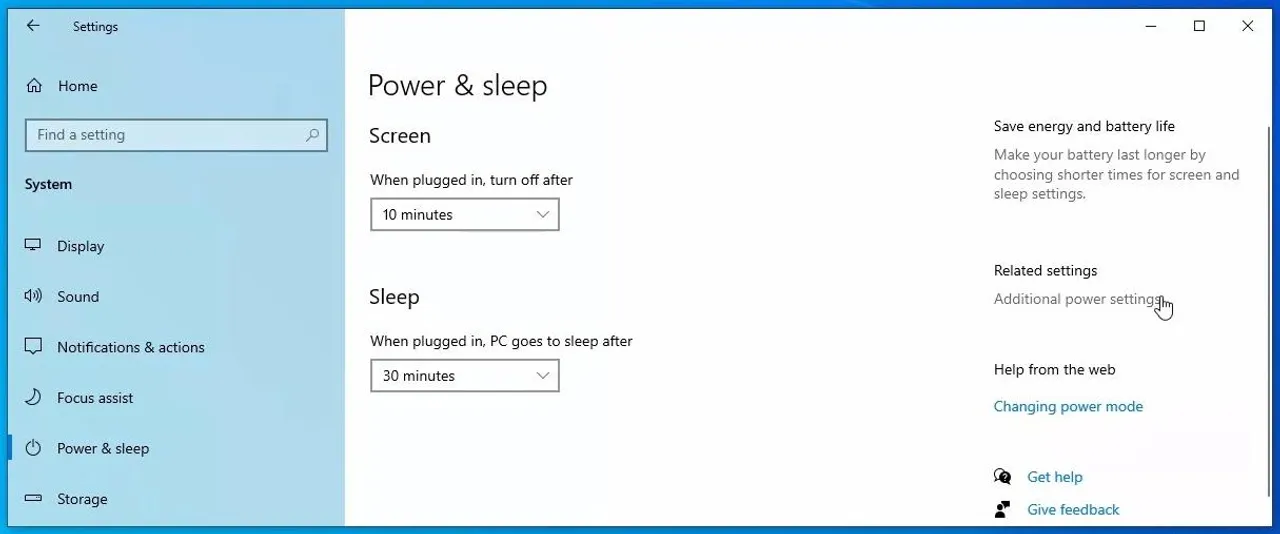 Settings
Home
Find a setting
System
Display
Sound
Notifications & actions
Focus assist
Power & sleep
Storage
Power & sleep
Screen
When plugged in, turn off after
10 minutes
Sleep
When plugged in, PC goes to sleep after
30 minutes
Save energy and battery life
Make your battery last longer by
choosing shorter times for screen and
sleep settings.
Related settings
Additional power settings
Help from the web
Changing power mode
Get help
Give feedback